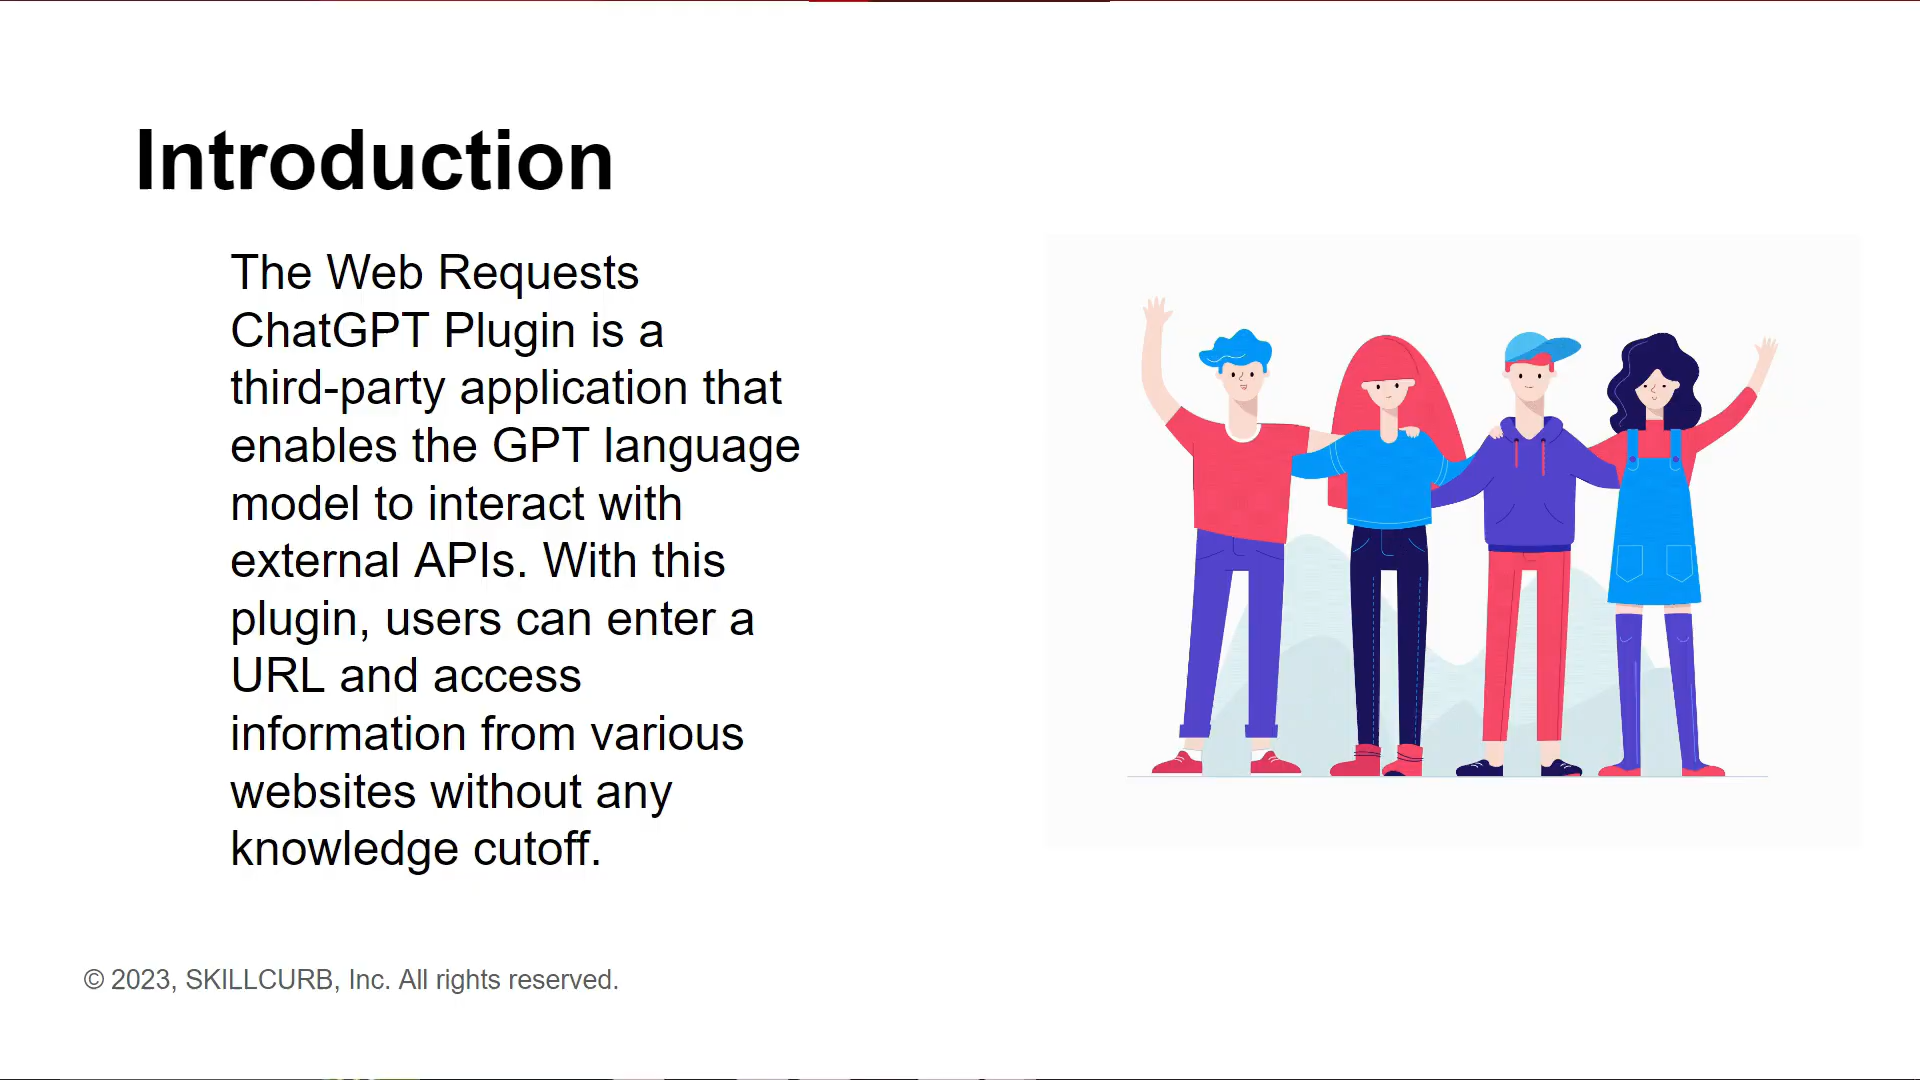 Introduction
The Web Requests
ChatGPT Plugin is a
third-party application that
enables the GPT language
model to interact with
external APIs. With this
plugin, users can enter a
URL and access
information from various
websites without any
knowledge cutoff.
© 2023, SKILLCURB, Inc. All rights reserved.